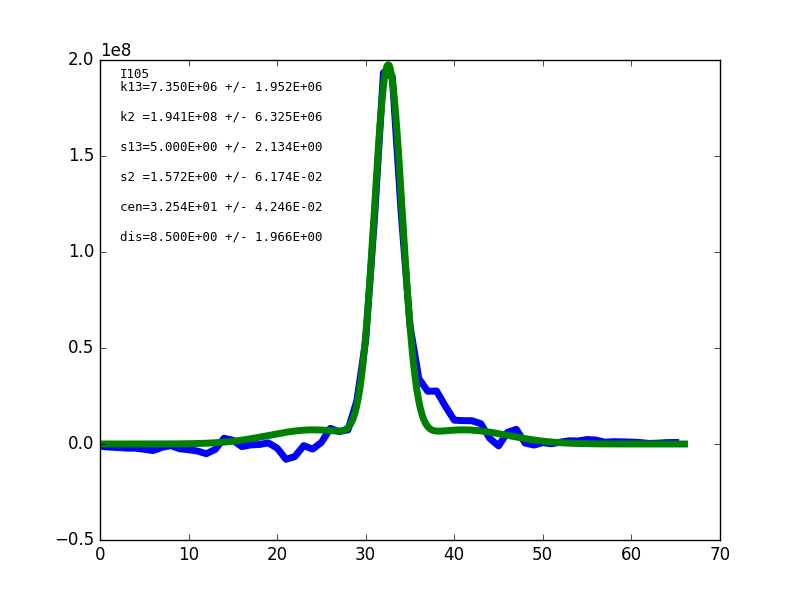 1e8
2.0
I105
k13=7.350E+06 +/- 1.952E+06
k2 =1.941E+08 +/- 6.325E+06
1.5
s13=5.000E+00 +/- 2.134E+00
s2 =1.572E+00 +/- 6.174E-02
cen=3.254E+01 +/- 4.246E-02
dis=8.500E+00 +/- 1.966E+00
1.0
0.5
0.0
−0.5
0 10 20 30 40 50 60 70